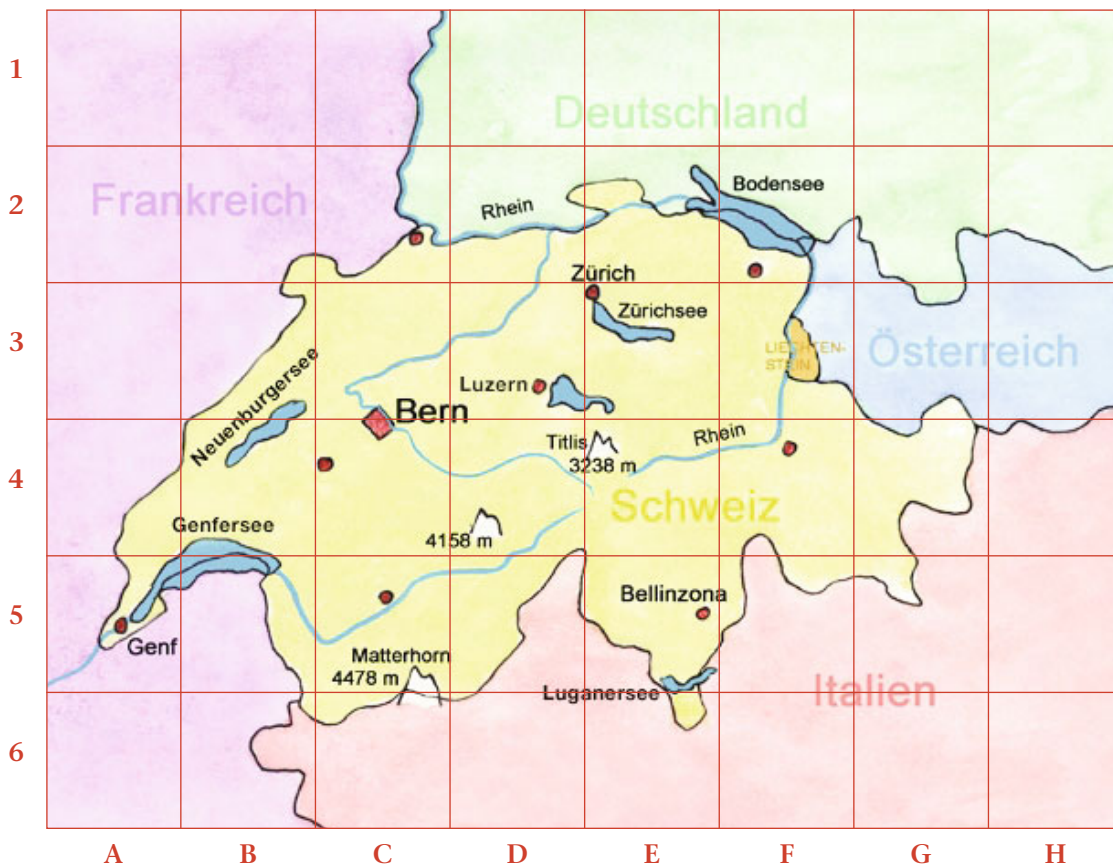 1
Deutschland
Frankreich
2
Bodensee
Rhein
Zürich
Zürichsee
3
LIECHTEN-
STEIN
Österreich
Neuenburgersee
Luzern
Bern
Titlis
3238 m
Rhein
4
Schweiz
Genfersee
4158 m
Bellinzona
5
Genf
Matterhorn
4478 m
Luganersee
Italien
6
A B C D E F G H